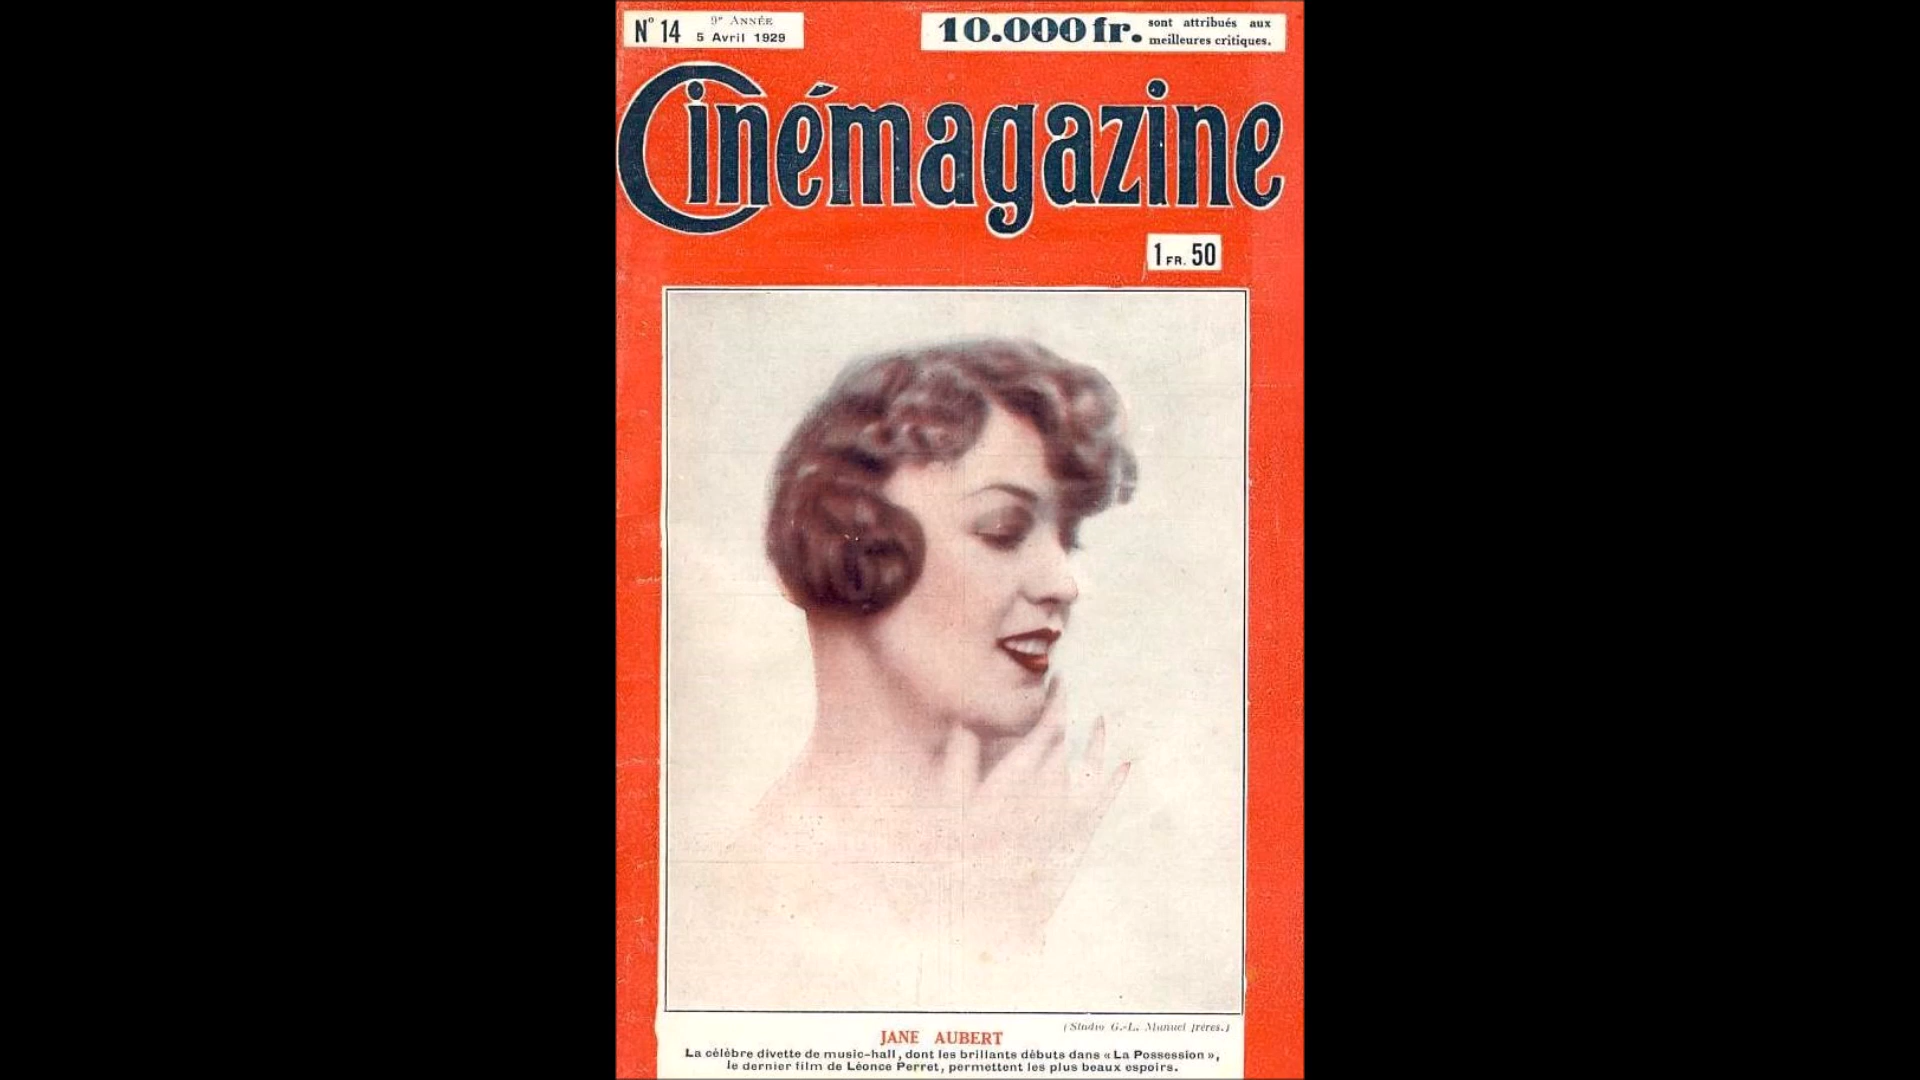 N° 14
9e ANNÉE
5 Avril 1929
10.000 fr.
sont attribués aux
meilleures critiques.
Cinémagazine
1 FR. 50
(Studio G.-L. Manuel frères.)
JANE AUBERT
La célèbre divette de music-hall, dont les brillants débuts dans « La Possession »,
le dernier film de Léonce Perret, permettent les plus beaux espoirs.